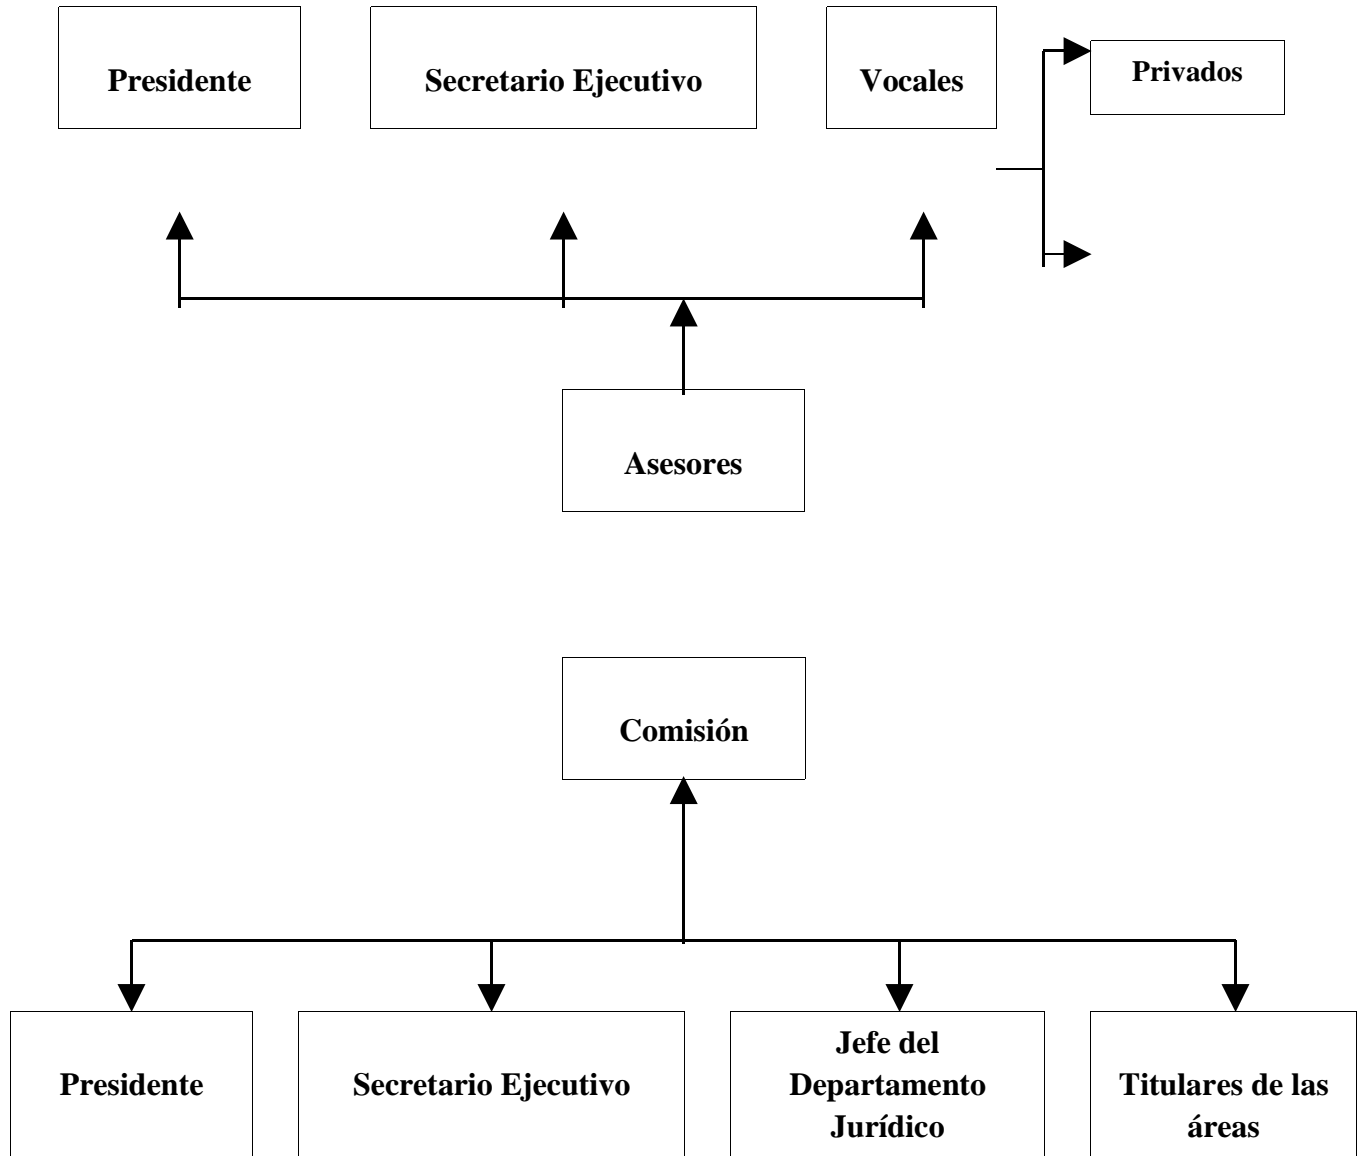 Presidente
Secretario Ejecutivo
Vocales
Privados
Asesores
Comisión
Presidente
Secretario Ejecutivo
Jefe del
Departamento
Jurídico
Titulares de las
áreas